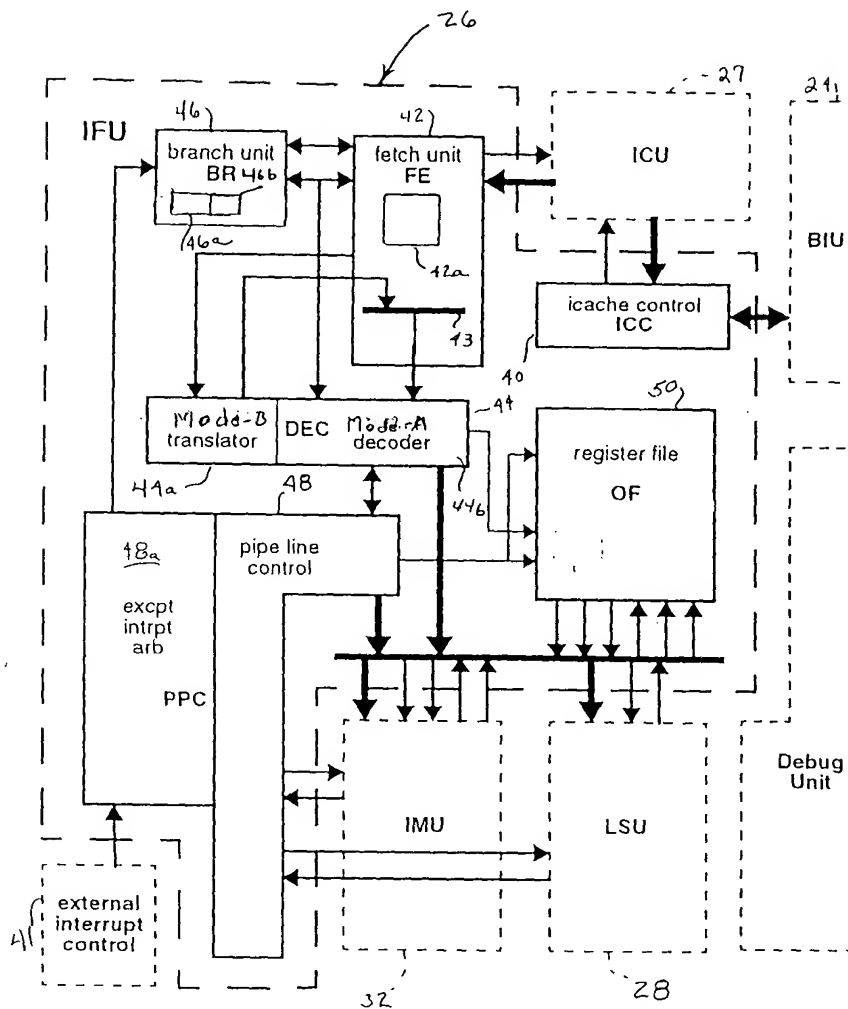 26
IFU
46
branch unit
BR 46b
46a
42
fetch unit
FE
42a
43
27
ICU
24
BIU
icache control
ICC
40
Mode-B
translator
DEC
Mode-A
decoder
44
44a
44b
50
register file
OF
48
48a
pipe line
control
excpt
intrpt
arb
PPC
IMU
LSU
Debug
Unit
external
interrupt
control
41
32
28